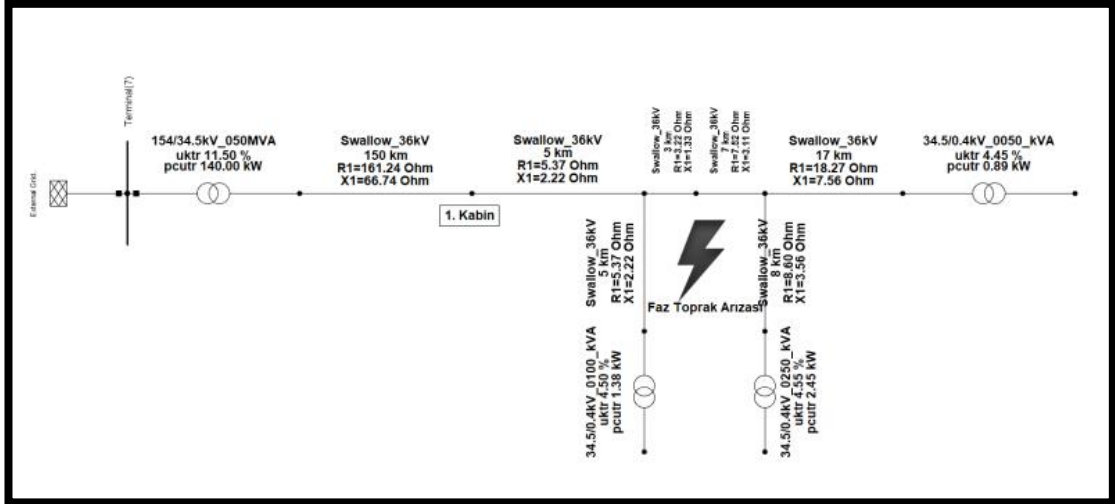 External Grid.
Terminal(7)
154/34.5kV_050MVA
uktr 11.50 %
pcutr 140.00 kW
Swallow_36kV
150 km
R1=161.24 Ohm
X1=66.74 Ohm
1. Kabin
Swallow_36kV
5 km
R1=5.37 Ohm
X1=2.22 Ohm
Swallow_36kV
3 km
R1=3.22 Ohm
X1=1.33 Ohm
Swallow_36kV
7 km
R1=7.52 Ohm
X1=3.11 Ohm
Swallow_36kV
17 km
R1=18.27 Ohm
X1=7.56 Ohm
34.5/0.4kV_0050_kVA
uktr 4.45 %
pcutr 0.89 kW
Swallow_36kV
5 km
R1=5.37 Ohm
X1=2.22 Ohm
Faz Toprak Arızası
Swallow_36kV
8 km
R1=8.60 Ohm
X1=3.56 Ohm
34.5/0.4kV_0100_kVA
uktr 4.50 %
pcutr 1.38 kW
34.5/0.4kV_0250_kVA
uktr 4.55 %
pcutr 2.45 kW